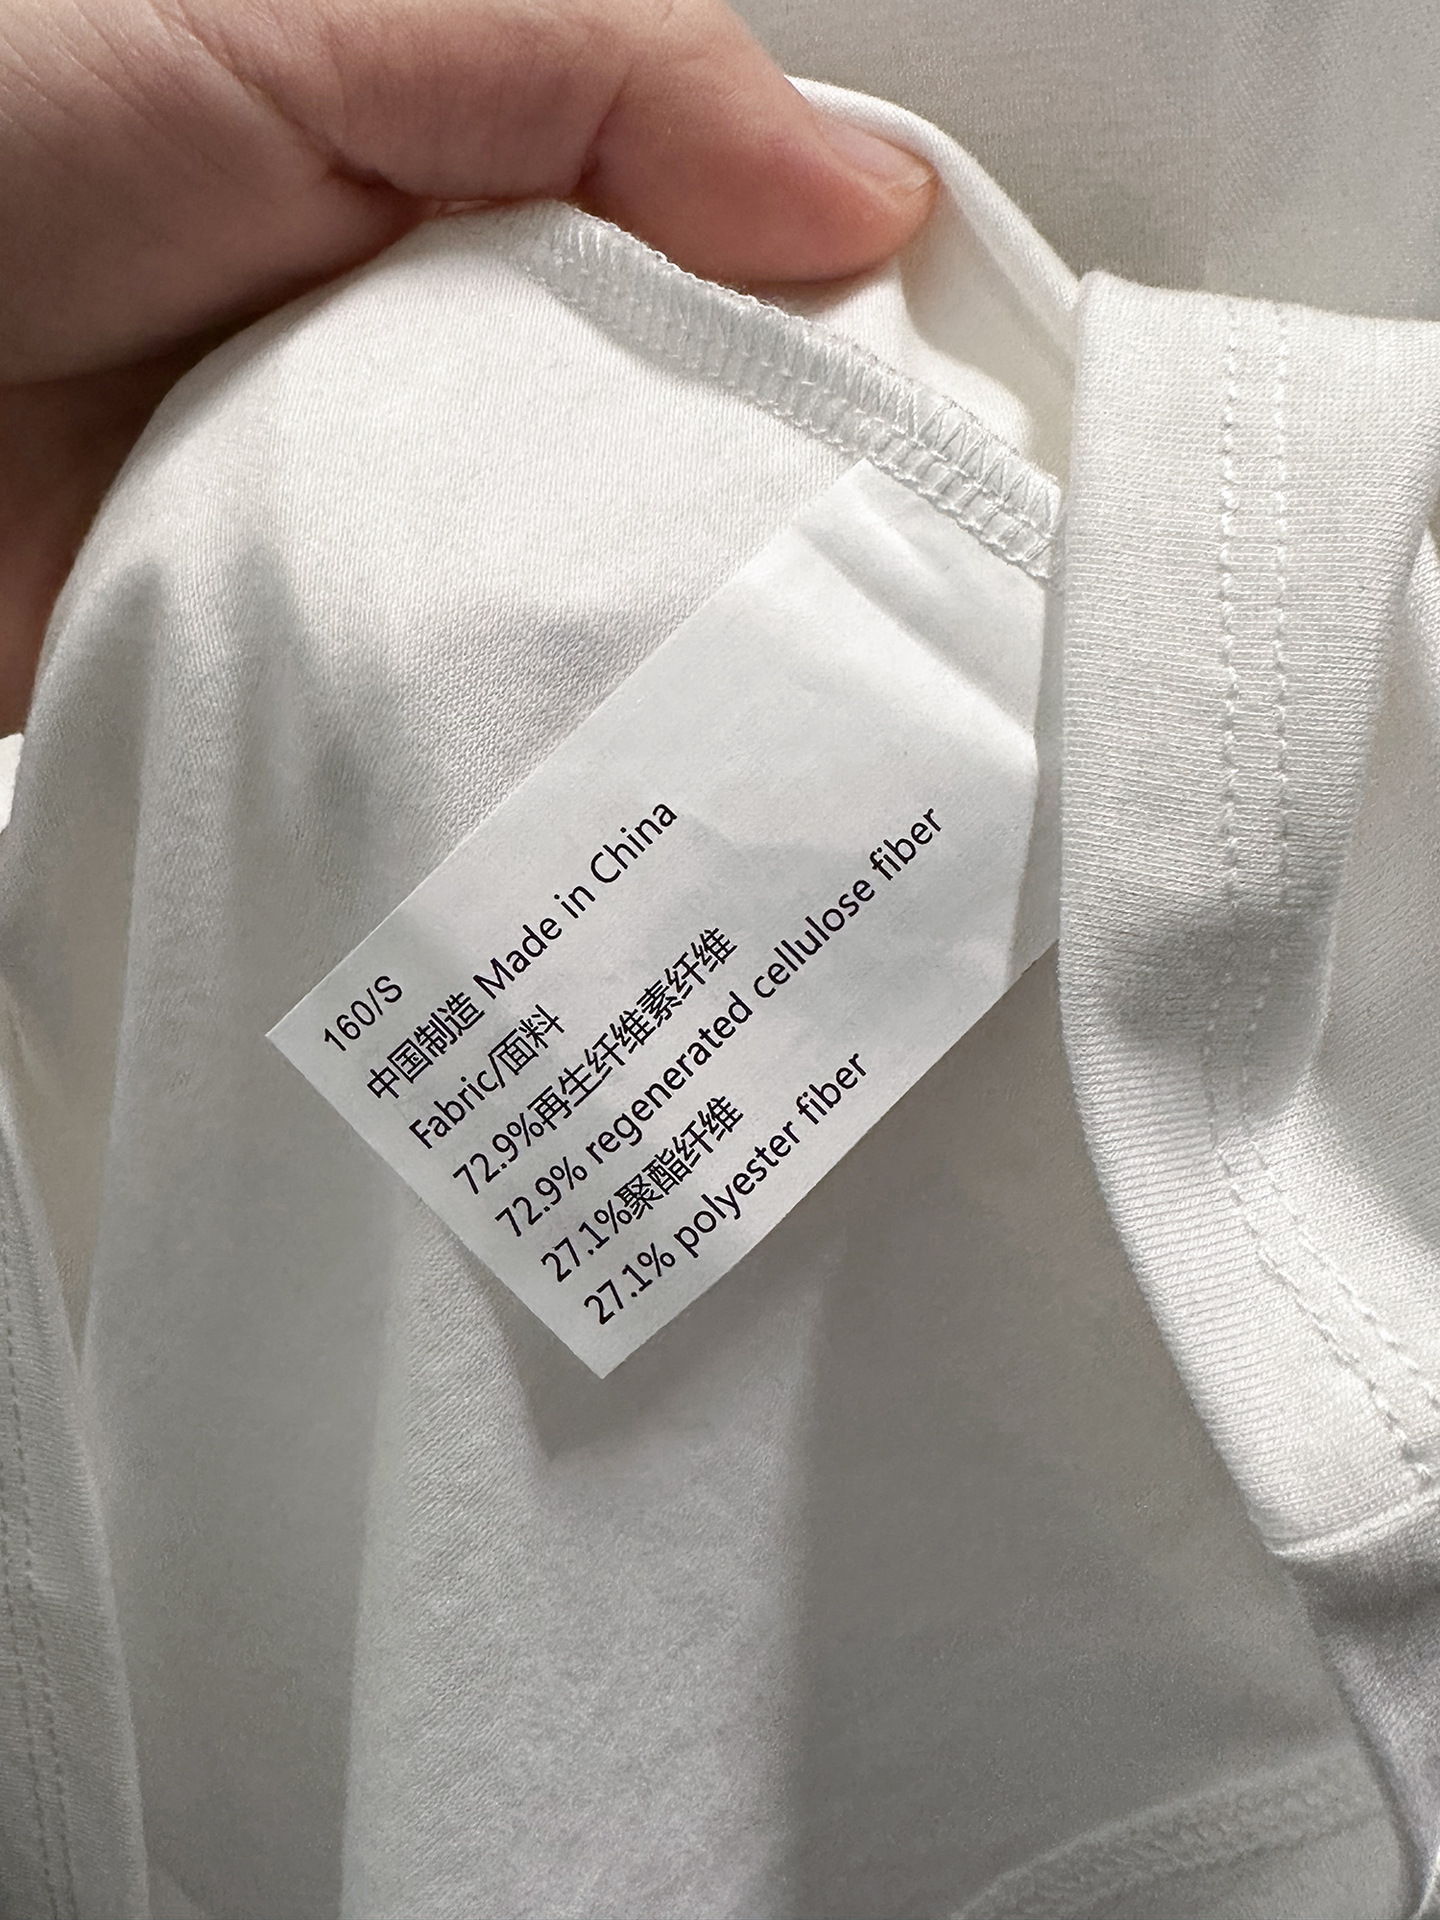 160/S
中国制造 Made in China
Fabric/面料
72.9%再生纤维素纤维
72.9% regenerated cellulose fiber
27.1%聚酯纤维
27.1% polyester fiber